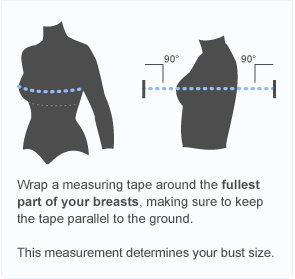 90° 90°
Wrap a measuring tape around the fullest
part of your breasts, making sure to keep
the tape parallel to the ground.
This measurement determines your bust size.